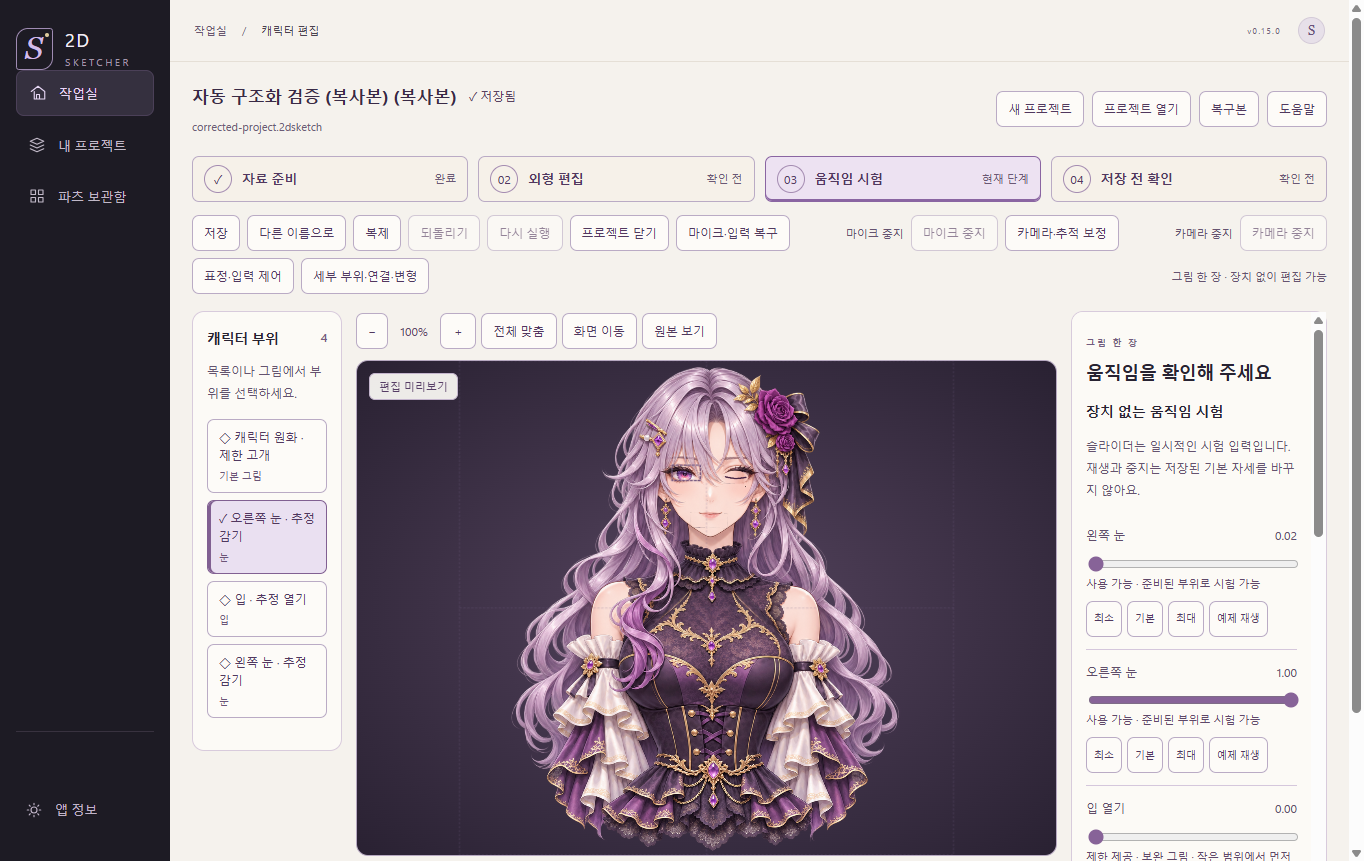 S
2D
SKETCHER
작업실
내 프로젝트
파츠 보관함
앱 정보
작업실 / 캐릭터 편집
v0.15.0
S
자동 구조화 검증 (복사본) (복사본) ✓ 저장됨
corrected-project.2dsketch
새 프로젝트
프로젝트 열기
복구본
도움말
✓ 자료 준비 완료
02 외형 편집 확인 전
03 움직임 시험 현재 단계
04 저장 전 확인 확인 전
저장
다른 이름으로
복제
되돌리기
다시 실행
프로젝트 닫기
마이크·입력 복구
마이크 중지
마이크 중지
카메라·추적 보정
카메라 중지
카메라 중지
표정·입력 제어
세부 부위·연결·변형
그림 한 장 · 장치 없이 편집 가능
캐릭터 부위 4
목록이나 그림에서 부
위를 선택하세요.
◇ 캐릭터 원화 ·
제한 고개
기본 그림
✓ 오른쪽 눈 · 추정
감기
눈
◇ 입 · 추정 열기
입
◇ 왼쪽 눈 · 추정
감기
눈
−
100%
+
전체 맞춤
화면 이동
원본 보기
편집 미리보기
그림 한 장
움직임을 확인해 주세요
장치 없는 움직임 시험
슬라이더는 일시적인 시험 입력입니다.
재생과 중지는 저장된 기본 자세를 바꾸
지 않아요.
왼쪽 눈 0.02
사용 가능 · 준비된 부위로 시험 가능
최소
기본
최대
예제 재생
오른쪽 눈 1.00
사용 가능 · 준비된 부위로 시험 가능
최소
기본
최대
예제 재생
입 열기 0.00
제한 제공 · 보완 그림 · 작은 범위에서 먼저